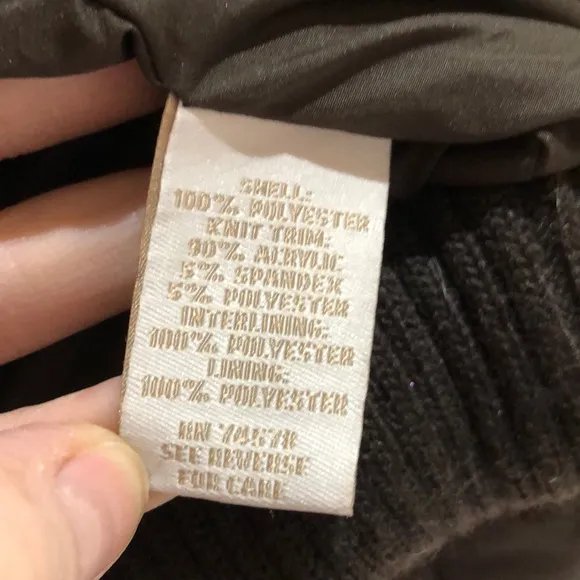 SHELL:
100% POLYESTER
KNIT TRIM:
90% ACRYLIC
5% SPANDEX
5% POLYESTER
INTERLINING:
100% POLYESTER
LINING:
100% POLYESTER
RN 74578
SEE REVERSE
FOR CARE